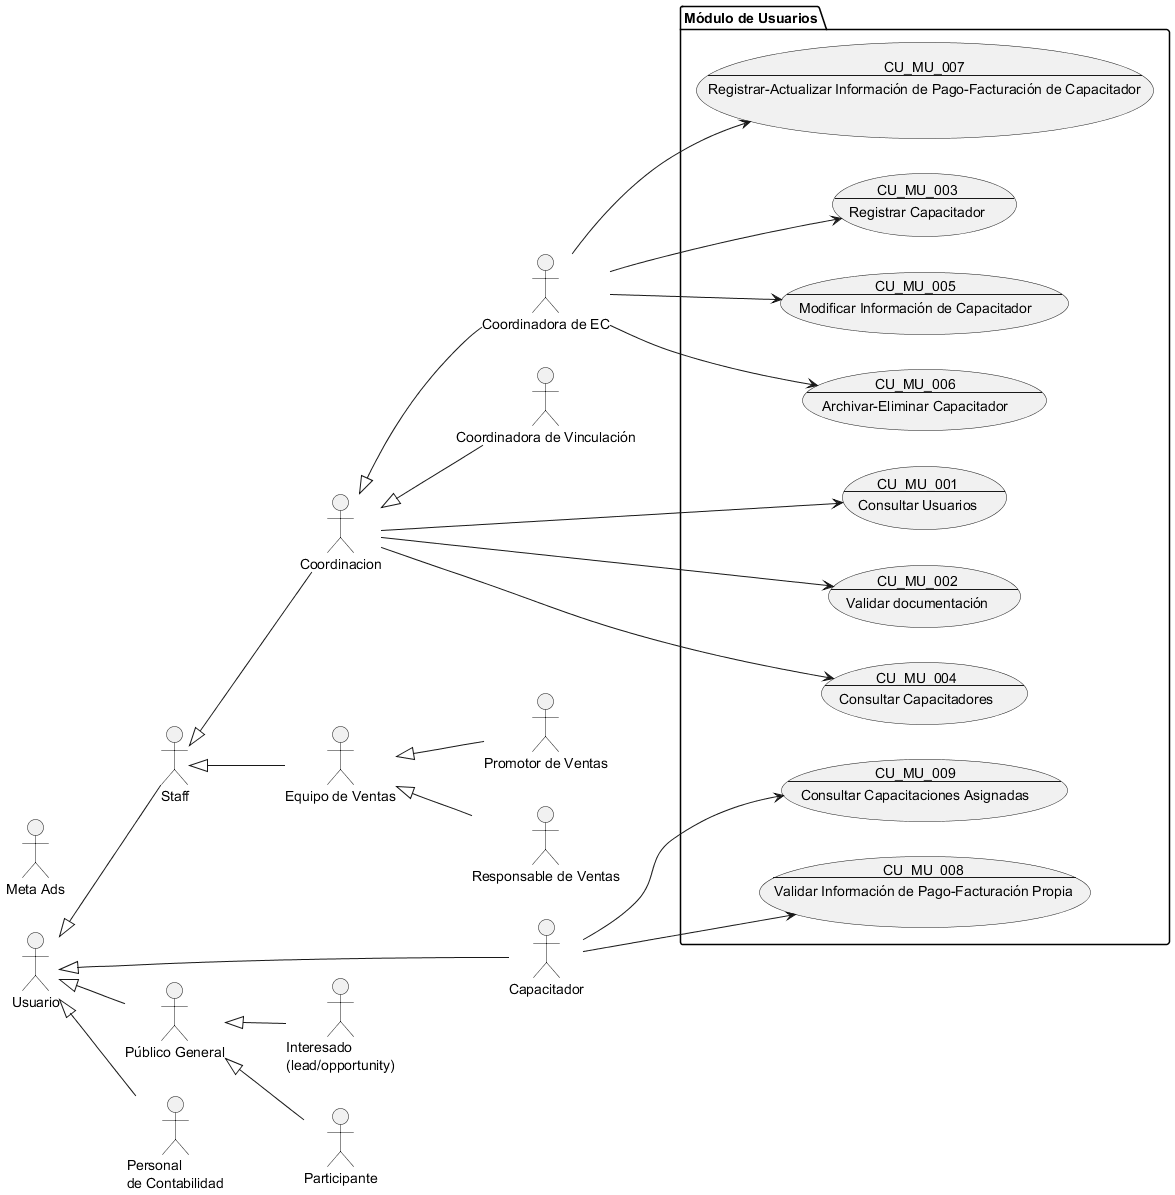 Módulo de Usuarios
CU_MU_007
Registrar-Actualizar Información de Pago-Facturación de Capacitador
CU_MU_003
Registrar Capacitador
CU_MU_005
Modificar Información de Capacitador
CU_MU_006
Archivar-Eliminar Capacitador
CU_MU_001
Consultar Usuarios
CU_MU_002
Validar documentación
CU_MU_004
Consultar Capacitadores
CU_MU_009
Consultar Capacitaciones Asignadas
CU_MU_008
Validar Información de Pago-Facturación Propia
Coordinadora de EC
Coordinadora de Vinculación
Coordinacion
Promotor de Ventas
Staff
Equipo de Ventas
Responsable de Ventas
Meta Ads
Usuario
Capacitador
Público General
Interesado
(lead/opportunity)
Personal
de Contabilidad
Participante